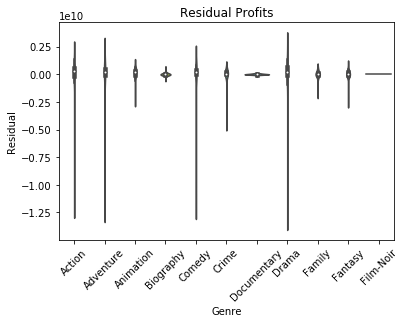 Residual Profits
1e10
0.25
0.00
−0.25
−0.50
−0.75
−1.00
−1.25
Residual
Action
Adventure
Animation
Biography
Comedy
Crime
Documentary
Drama
Family
Fantasy
Film-Noir
Genre